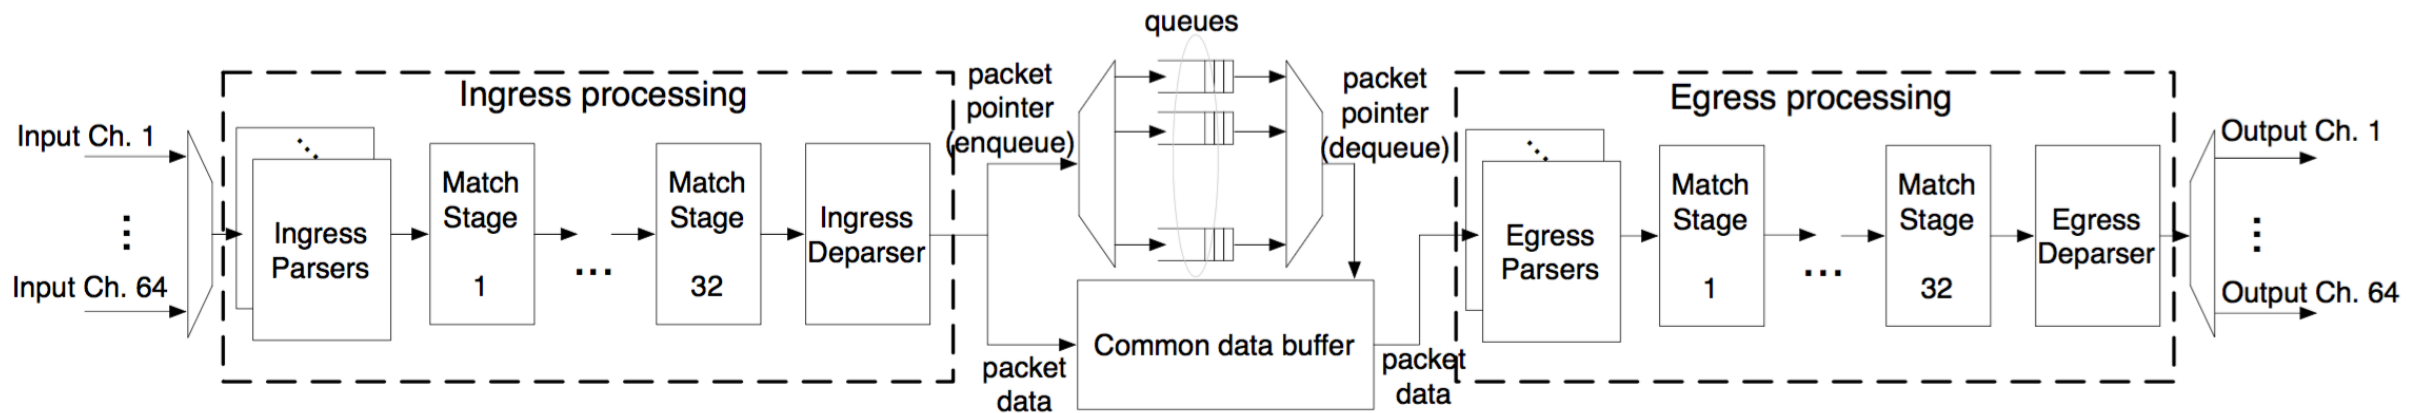 queues
Ingress processing
packet
pointer
(enqueue)
packet
pointer
(dequeue)
Egress processing
Input Ch. 1
Input Ch. 64
Ingress
Parsers
Match
Stage
1
...
Match
Stage
32
Ingress
Deparser
packet
data
Common data buffer
packet
data
Egress
Parsers
Match
Stage
1
...
Match
Stage
32
Egress
Deparser
Output Ch. 1
Output Ch. 64